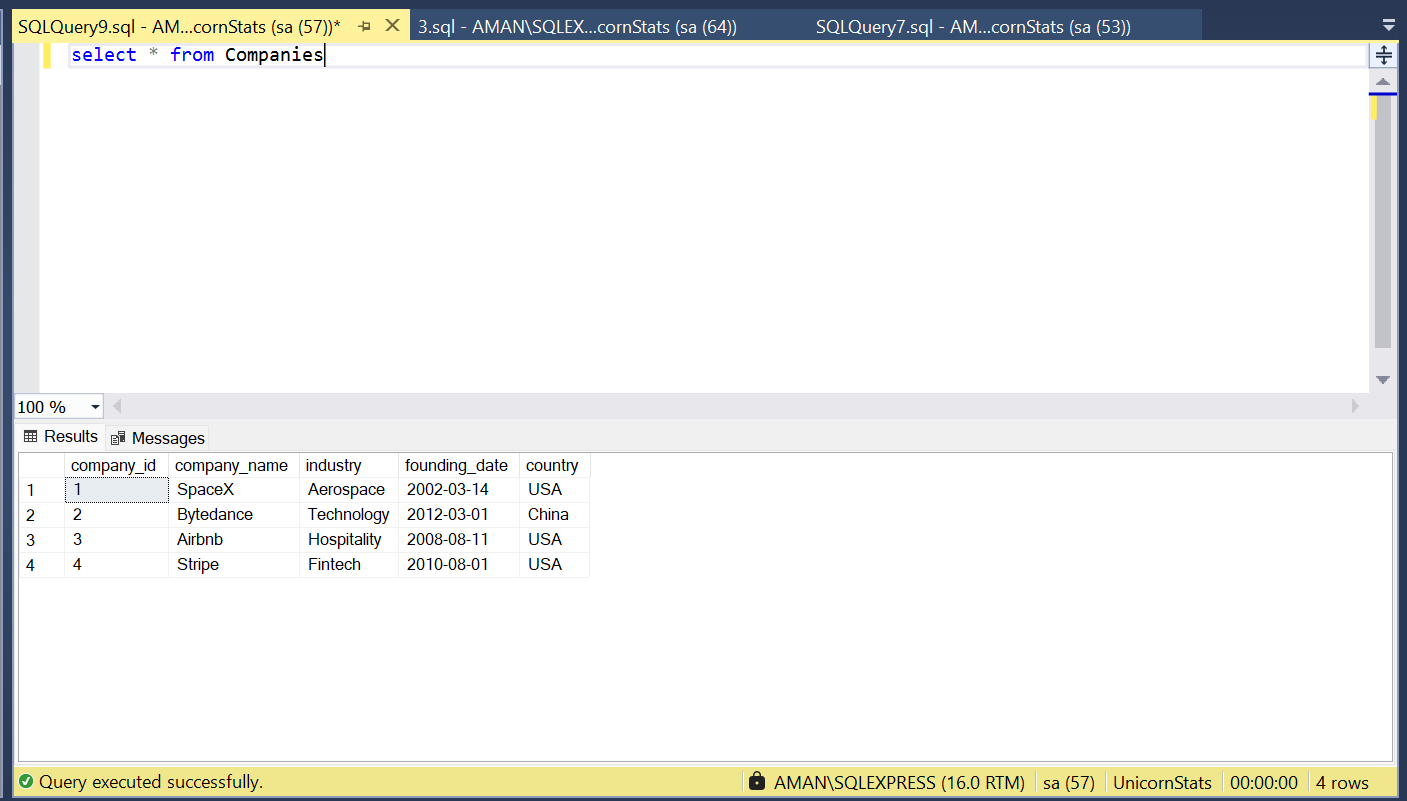 SQLQuery9.sql - AM...cornStats (sa (57))* 3.sql - AMAN\SQLEX...cornStats (sa (64)) SQLQuery7.sql - AM...cornStats (sa (53))
select * from Companies
100 %
Results Messages
company_id company_name industry founding_date country
1 1 SpaceX Aerospace 2002-03-14 USA
2 2 Bytedance Technology 2012-03-01 China
3 3 Airbnb Hospitality 2008-08-11 USA
4 4 Stripe Fintech 2010-08-01 USA
Query executed successfully. AMAN\SQLEXPRESS (16.0 RTM) sa (57) UnicornStats 00:00:00 4 rows